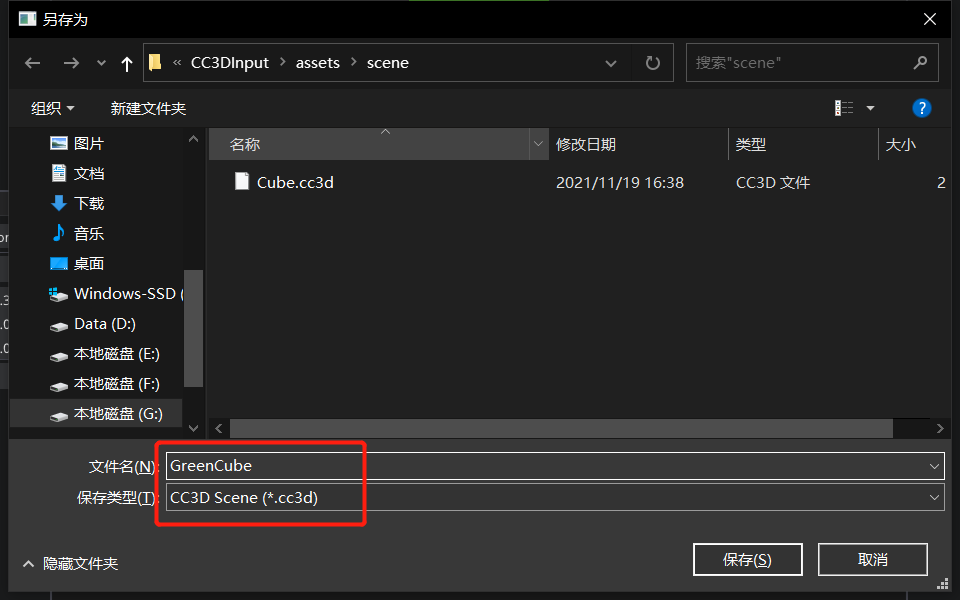 另存为
« CC3DInput > assets > scene
搜索"scene"
组织
新建文件夹
?
图片
文档
下载
音乐
桌面
Windows-SSD (
Data (D:)
本地磁盘 (E:)
本地磁盘 (F:)
本地磁盘 (G:)
名称 修改日期 类型 大小
Cube.cc3d 2021/11/19 16:38 CC3D 文件 2
文件名(N): GreenCube
保存类型(T): CC3D Scene (*.cc3d)
隐藏文件夹
保存(S)
取消